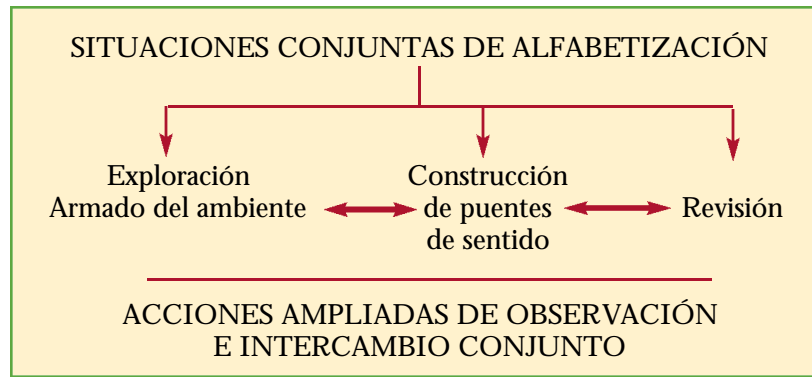 SITUACIONES CONJUNTAS DE ALFABETIZACIÓN
Exploración
Armado del ambiente
Construcción
de puentes
de sentido
Revisión
ACCIONES AMPLIADAS DE OBSERVACIÓN
E INTERCAMBIO CONJUNTO